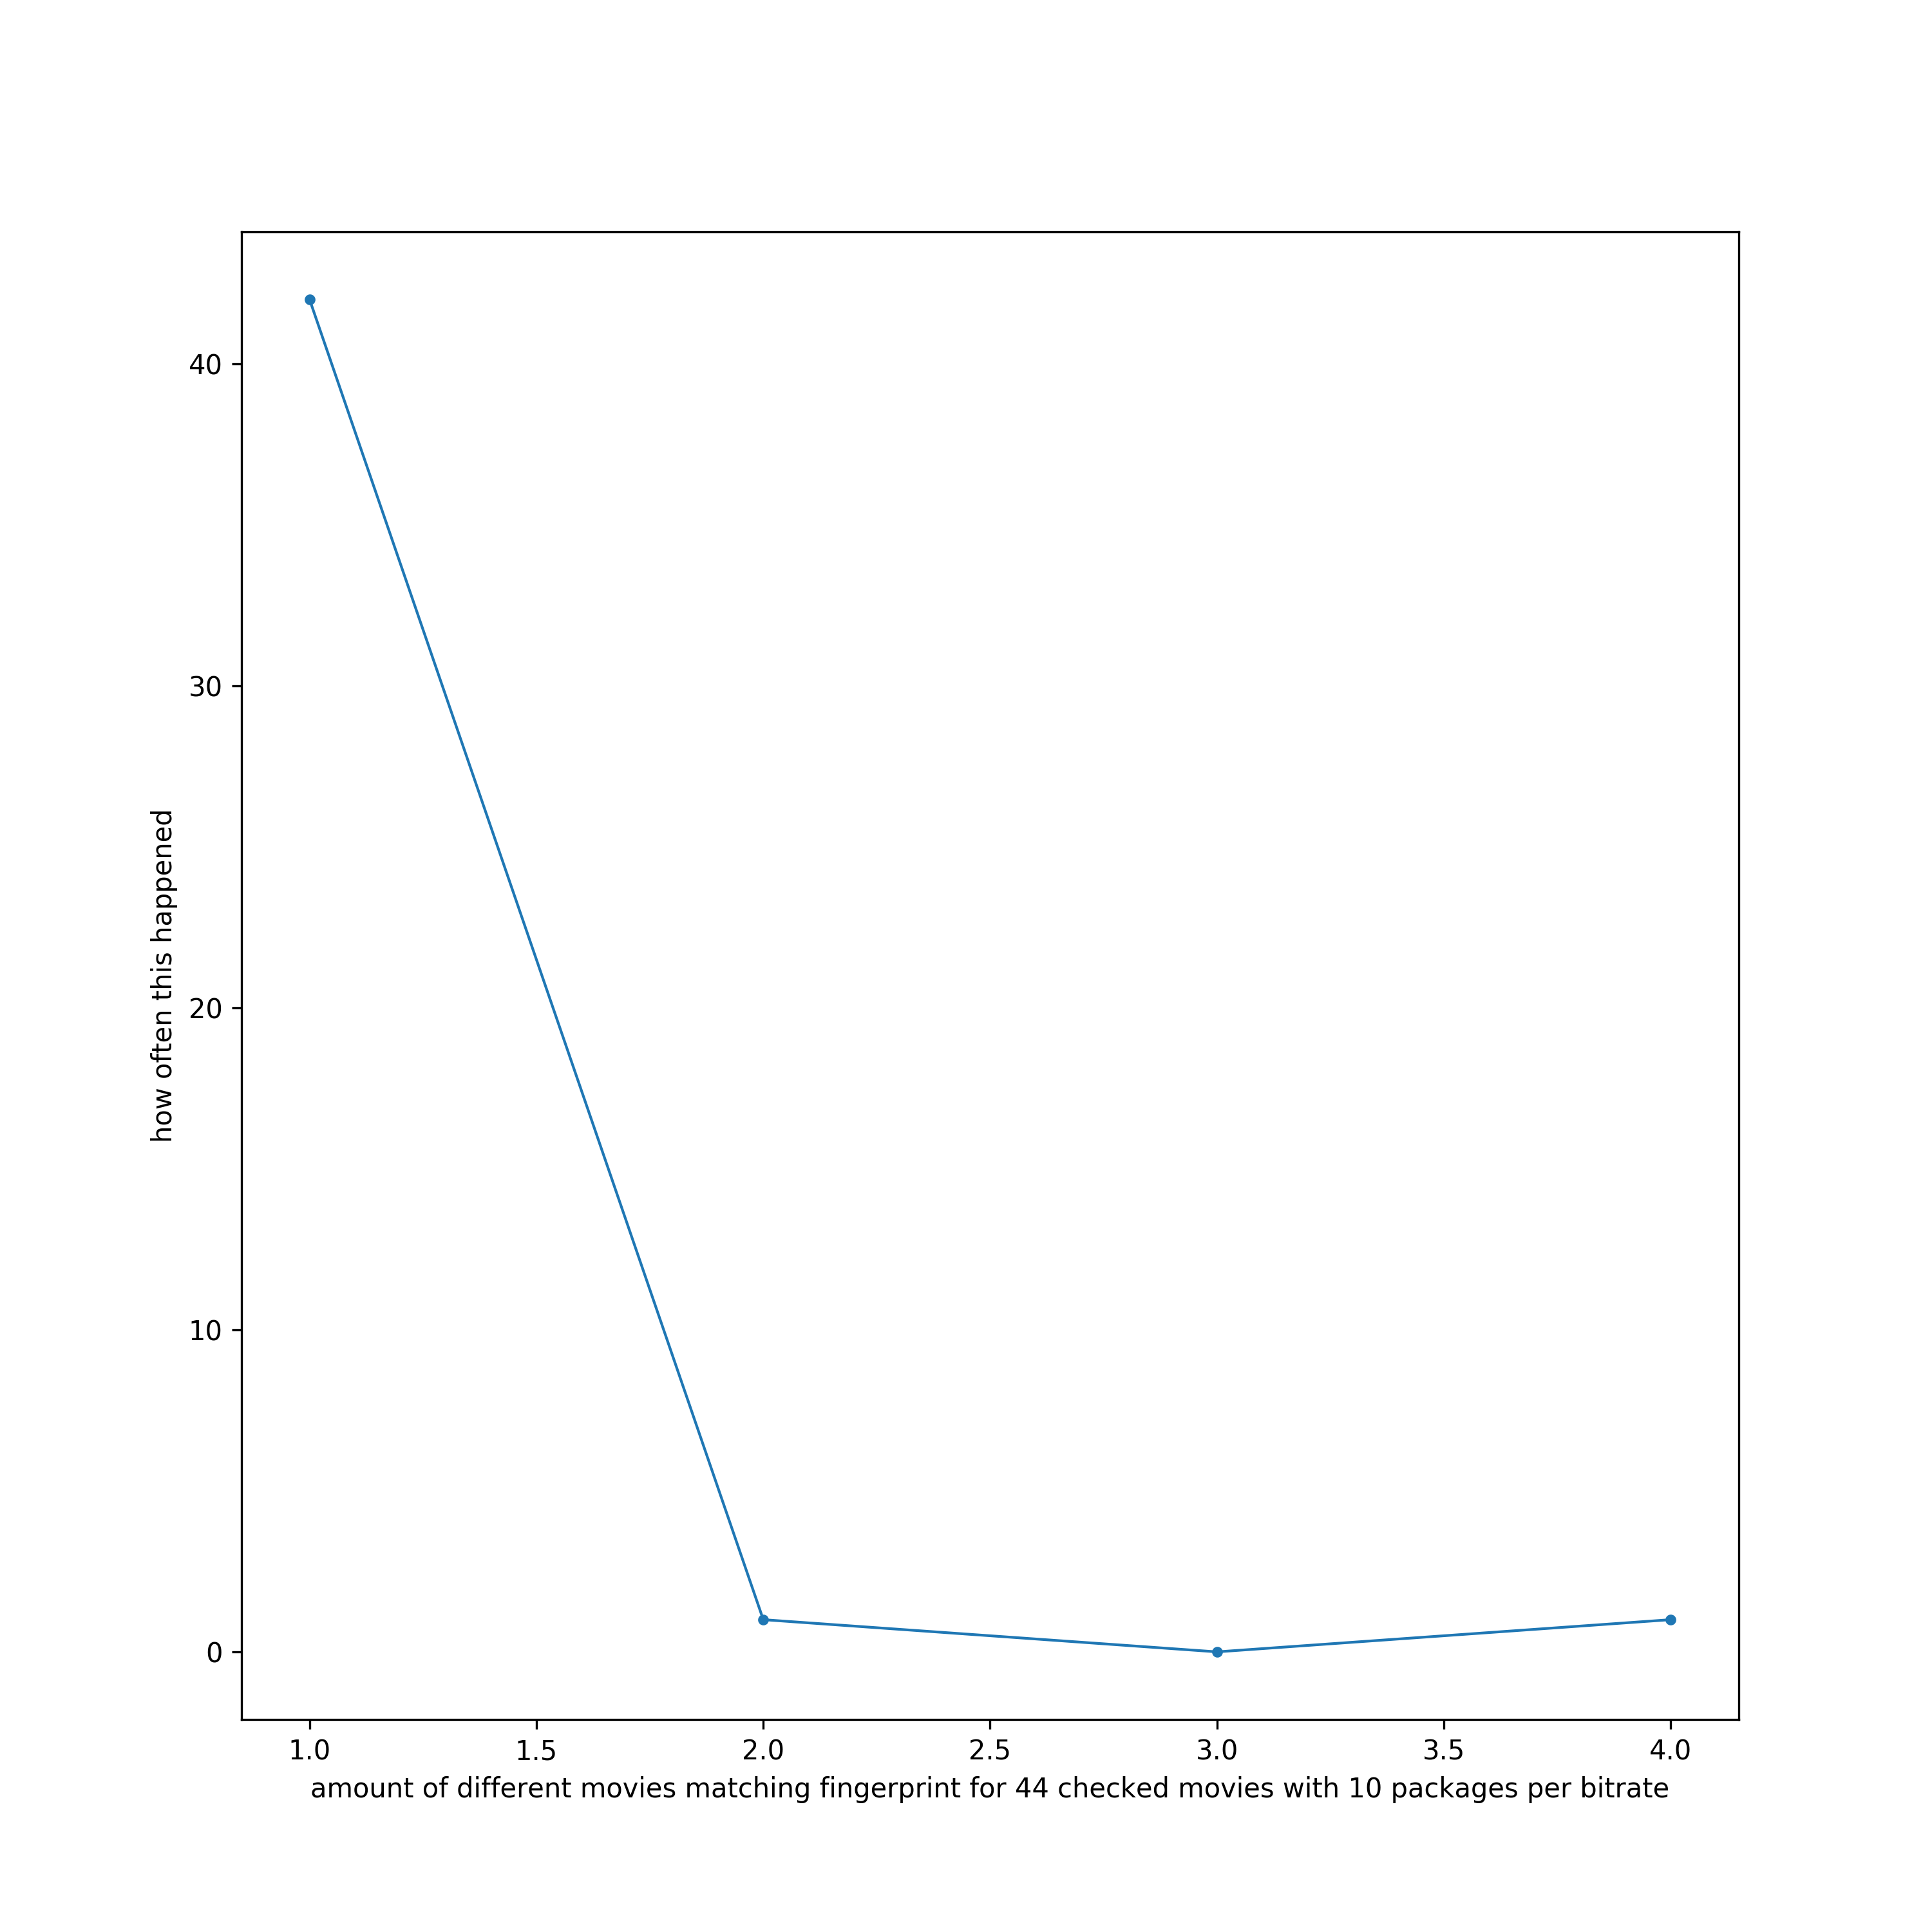 40
30
20
10
0
how often this happened
1.0 1.5 2.0 2.5 3.0 3.5 4.0
amount of different movies matching fingerprint for 44 checked movies with 10 packages per bitrate